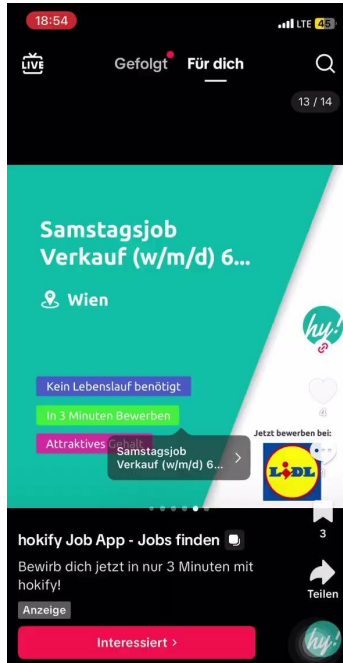 18:54
LTE 45
LIVE
Gefolgt Für dich
13 / 14
Samstagsjob
Verkauf (w/m/d) 6...
Wien
hy!
Kein Lebenslauf benötigt
In 3 Minuten Bewerben
Attraktives Gehalt
Samstagsjob
Verkauf (w/m/d) 6...
Jetzt bewerben bei:
LIDL
3
hokify Job App - Jobs finden
Bewirb dich jetzt in nur 3 Minuten mit
hokify!
Teilen
Anzeige
Interessiert >
hy!